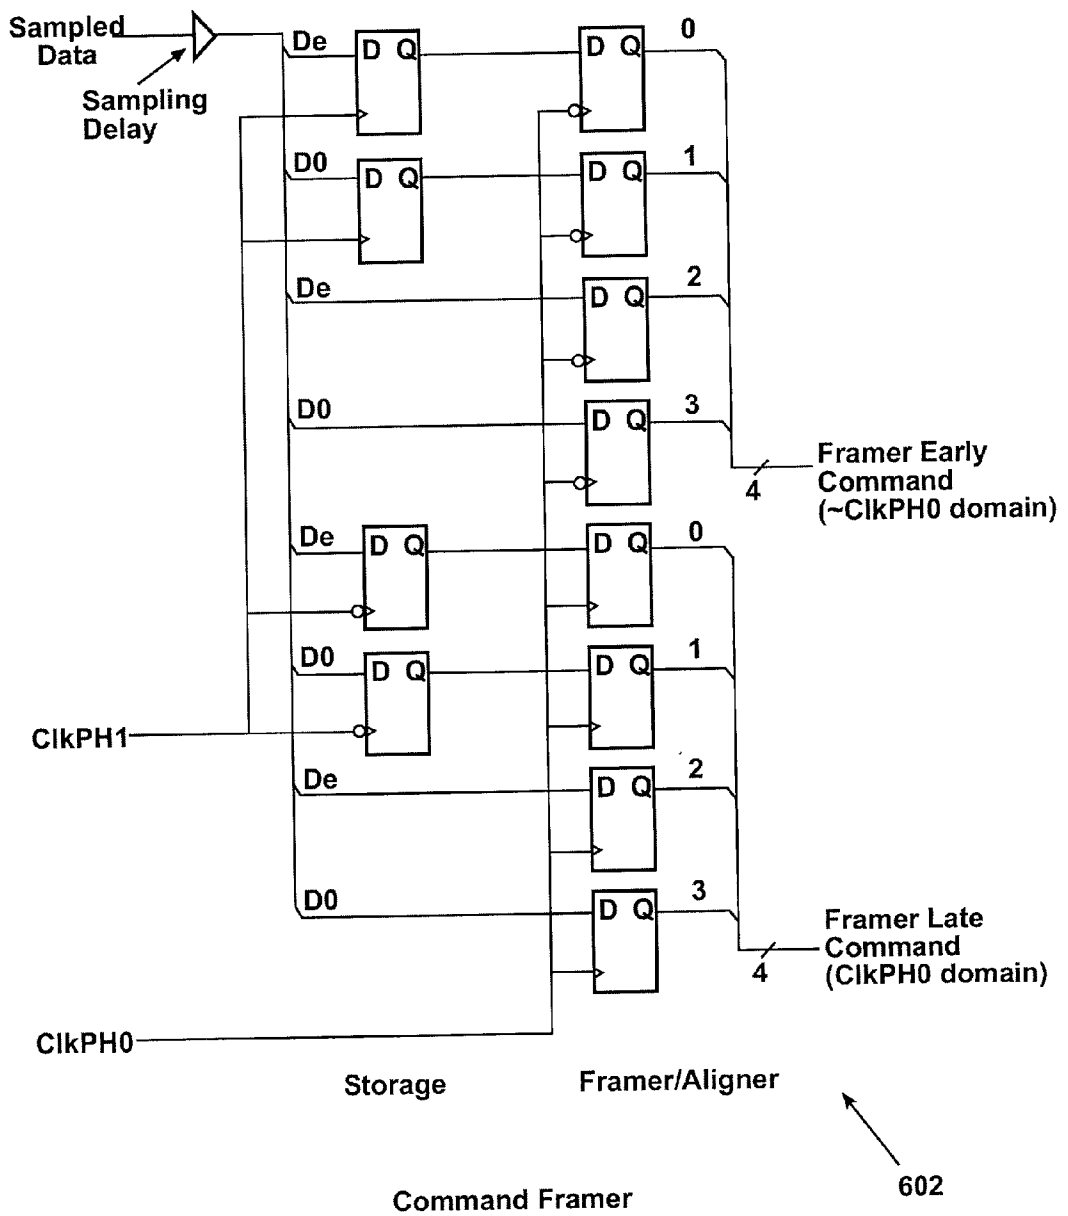 Sampled
Data
Sampling
Delay
De
D Q
D Q
0
D0
D Q
D Q
1
De
D Q
2
D0
D Q
3
Framer Early
Command
(~ClkPH0 domain)
4
De
D Q
D Q
0
D0
D Q
D Q
1
ClkPH1
De
D Q
2
D0
D Q
3
Framer Late
Command
(ClkPH0 domain)
4
ClkPH0
Storage
Framer/Aligner
602
Command Framer